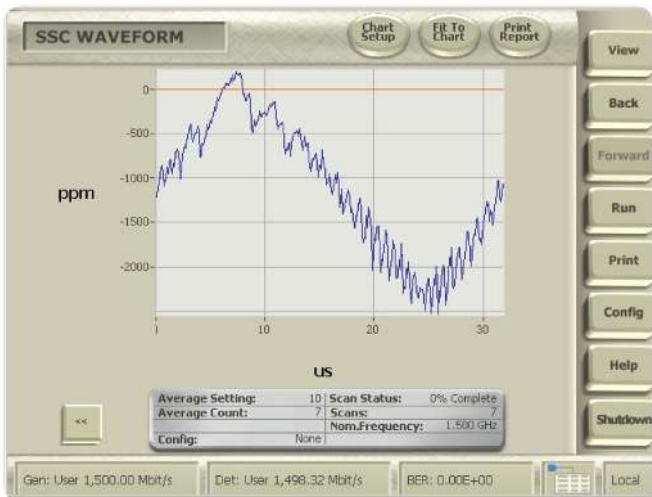 SSC WAVEFORM
Chart Setup
Fit To Chart
Print Report
View
Back
Forward
Run
Print
Config
Help
Shutdown
ppm
0
-500
-1000
-1500
-2000
10
20
30
us
<<
Average Setting: 10
Scan Status: 0% Complete
Average Count: 7
Scans: 7
Nom.Frequency: 1.500 GHz
Config: None
Gen: User 1,500.00 Mbit/s
Det: User 1,498.32 Mbit/s
BER: 0.00E+00
Local